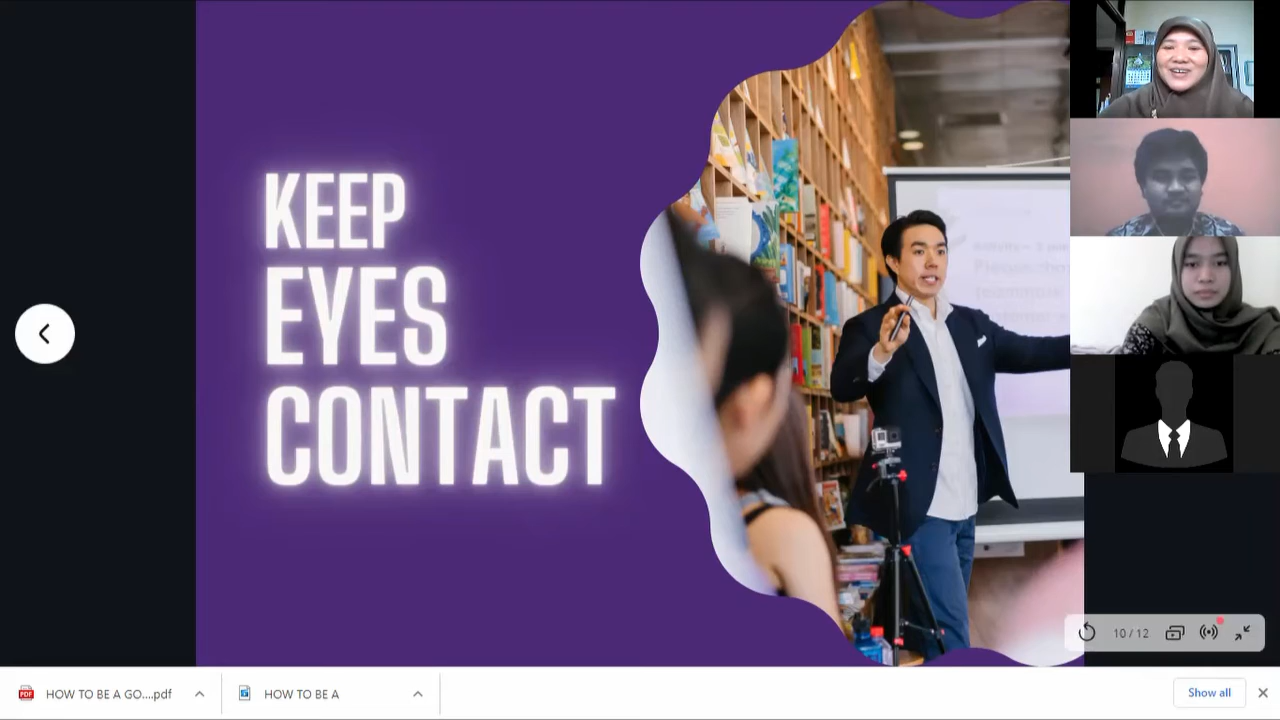 KEEP
EYES
CONTACT
10 / 12
HOW TO BE A GO....pdf
HOW TO BE A
Show all